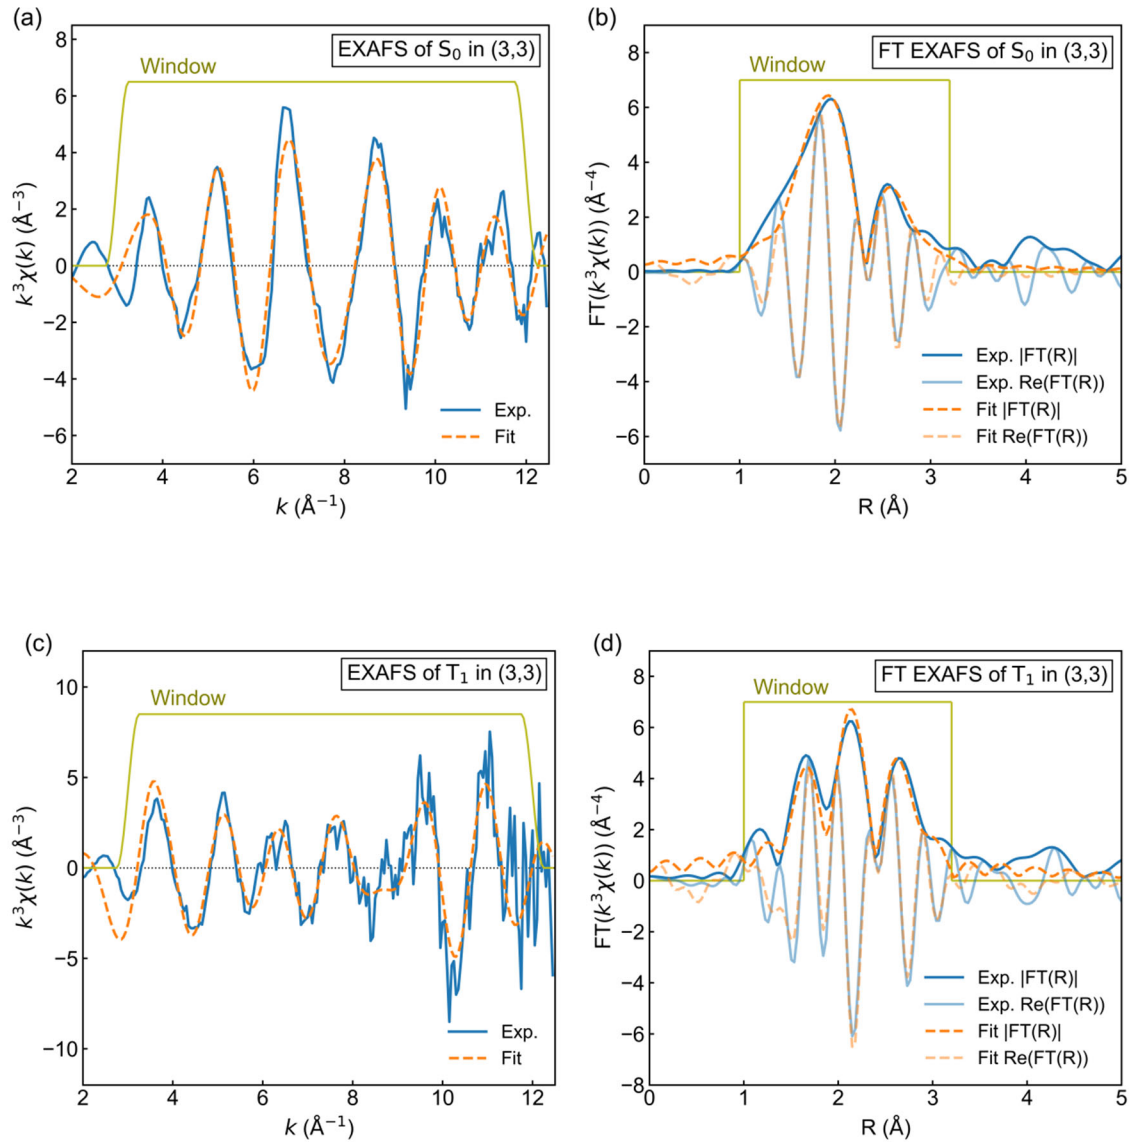 (a)
EXAFS of S₀ in (3,3)
Window
k³χ(k) (Å⁻³)
8
6
4
2
0
−2
−4
−6
Exp.
Fit
2 4 6 8 10 12
k (Å⁻¹)
(b)
FT EXAFS of S₀ in (3,3)
Window
FT(k³χ(k)) (Å⁻⁴)
8
6
4
2
0
−2
−4
−6
Exp. |FT(R)|
Exp. Re(FT(R))
Fit |FT(R)|
Fit Re(FT(R))
0 1 2 3 4 5
R (Å)
(c)
EXAFS of T₁ in (3,3)
Window
k³χ(k) (Å⁻³)
10
5
0
−5
−10
Exp.
Fit
2 4 6 8 10 12
k (Å⁻¹)
(d)
FT EXAFS of T₁ in (3,3)
Window
FT(k³χ(k)) (Å⁻⁴)
8
6
4
2
0
−2
−4
−6
−8
Exp. |FT(R)|
Exp. Re(FT(R))
Fit |FT(R)|
Fit Re(FT(R))
0 1 2 3 4 5
R (Å)